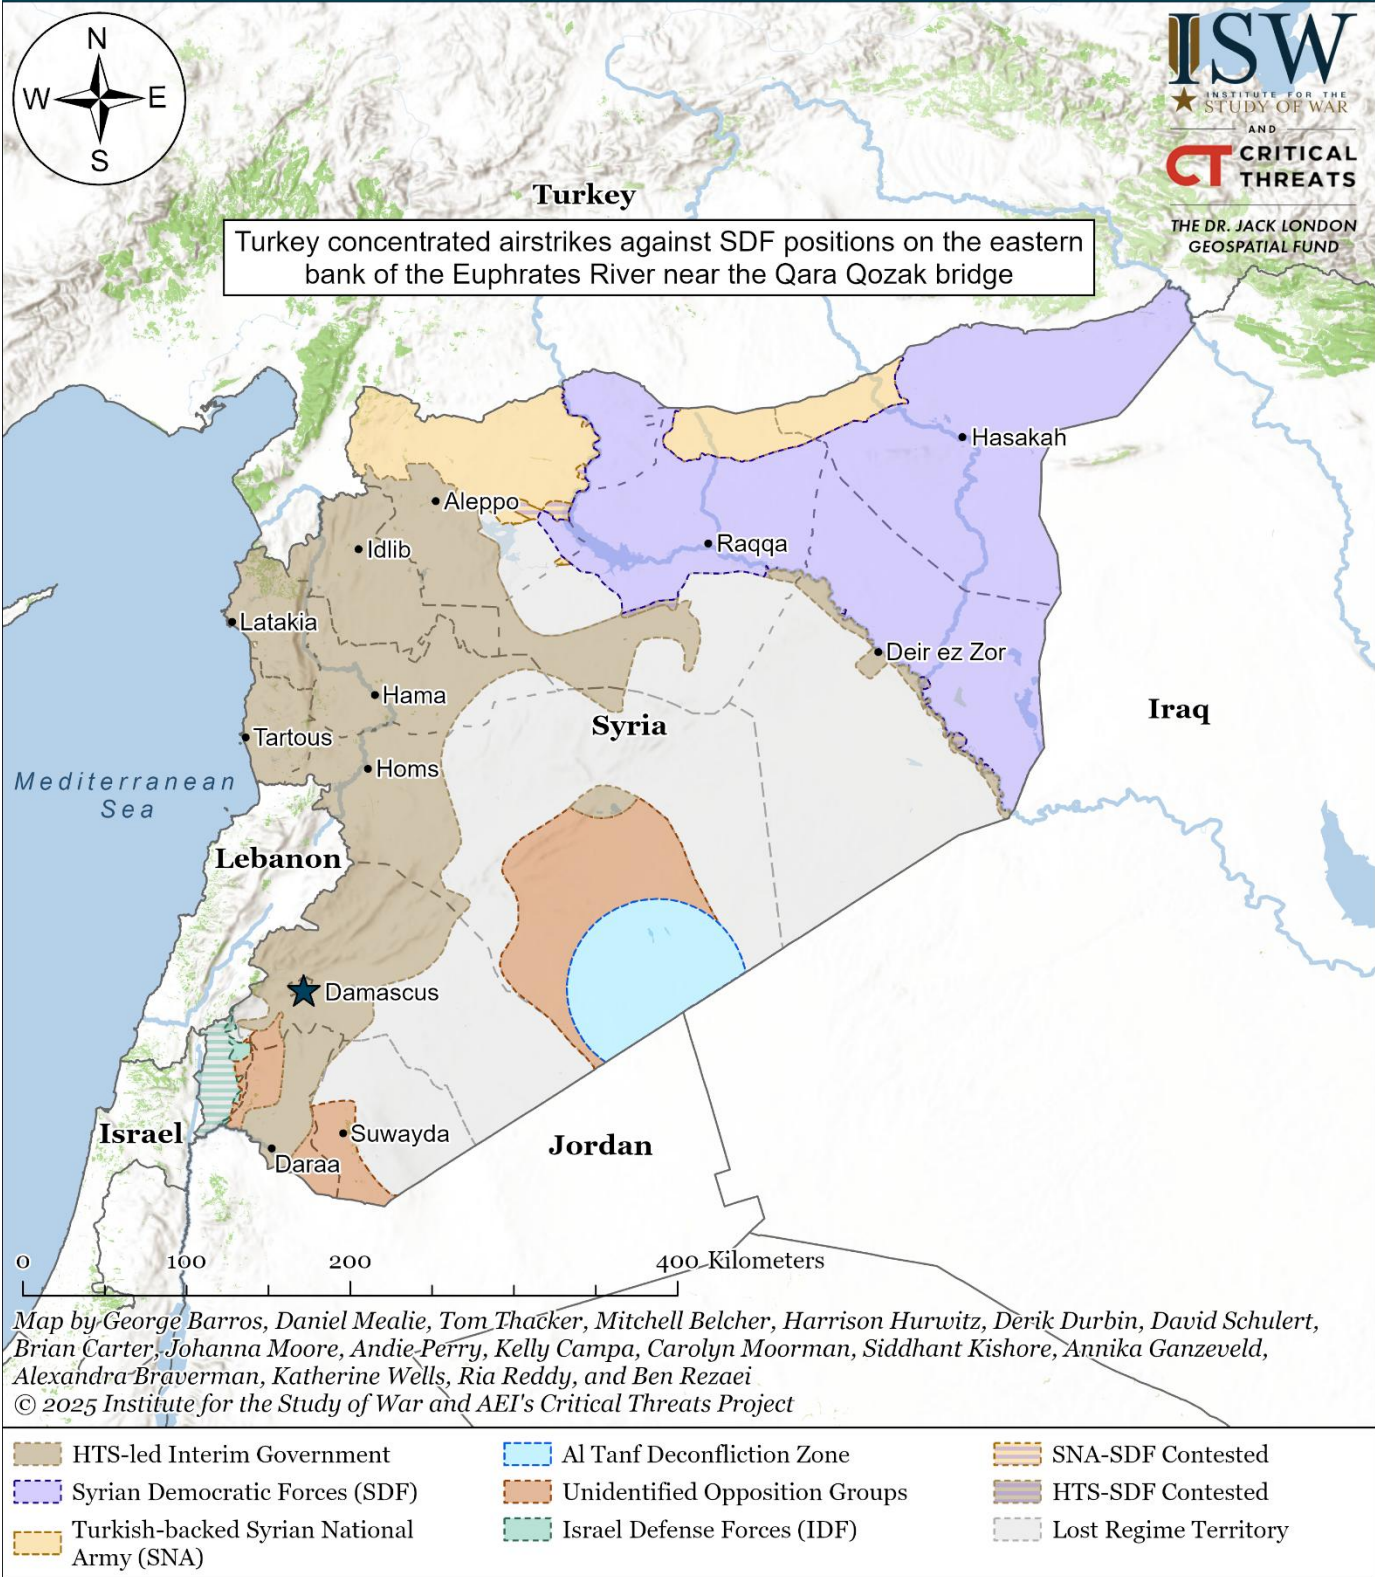 N
W
E
S
ISW
INSTITUTE FOR THE
STUDY OF WAR
AND
CT CRITICAL
THREATS
THE DR. JACK LONDON
GEOSPATIAL FUND
Turkey
Turkey concentrated airstrikes against SDF positions on the eastern
bank of the Euphrates River near the Qara Qozak bridge
Hasakah
Aleppo
Idlib
Raqqa
Latakia
Deir ez Zor
Hama
Iraq
Syria
Tartous
Homs
Mediterranean
Sea
Lebanon
Damascus
Israel
Suwayda
Jordan
Daraa
0 100 200 400 Kilometers
Map by George Barros, Daniel Mealie, Tom Thacker, Mitchell Belcher, Harrison Hurwitz, Derik Durbin, David Schulert,
Brian Carter, Johanna Moore, Andie Perry, Kelly Campa, Carolyn Moorman, Siddhant Kishore, Annika Ganzeveld,
Alexandra Braverman, Katherine Wells, Ria Reddy, and Ben Rezaei
© 2025 Institute for the Study of War and AEI's Critical Threats Project
HTS-led Interim Government
Syrian Democratic Forces (SDF)
Turkish-backed Syrian National
Army (SNA)
Al Tanf Deconfliction Zone
Unidentified Opposition Groups
Israel Defense Forces (IDF)
SNA-SDF Contested
HTS-SDF Contested
Lost Regime Territory